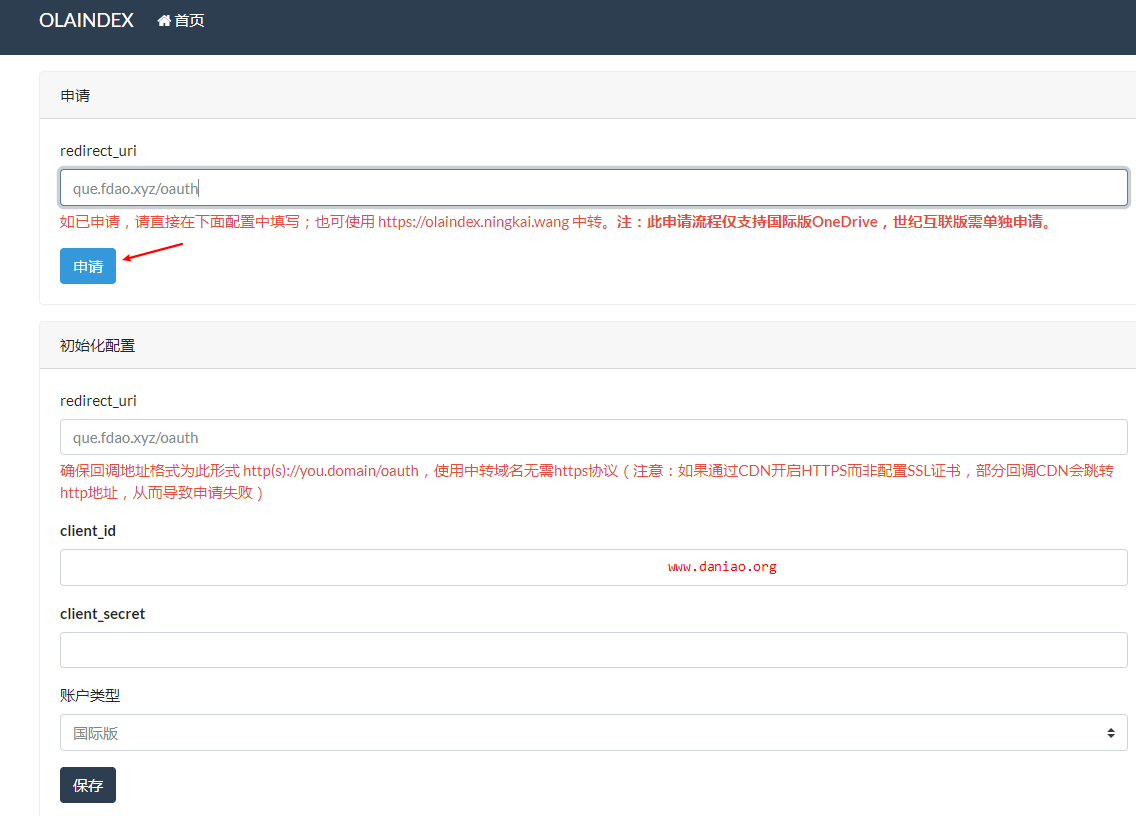 OLAINDEX 首页
申请
redirect_uri
que.fdao.xyz/oauth
如已申请，请直接在下面配置中填写；也可使用 https://olaindex.ningkai.wang 中转。注：此申请流程仅支持国际版OneDrive，世纪互联版需单独申请。
申请
初始化配置
redirect_uri
que.fdao.xyz/oauth
确保回调地址格式为此形式 http(s)://you.domain/oauth，使用中转域名无需https协议（注意：如果通过CDN开启HTTPS而非配置SSL证书，部分回调CDN会跳转
http地址，从而导致申请失败）
client_id
www.daniao.org
client_secret
账户类型
国际版
保存